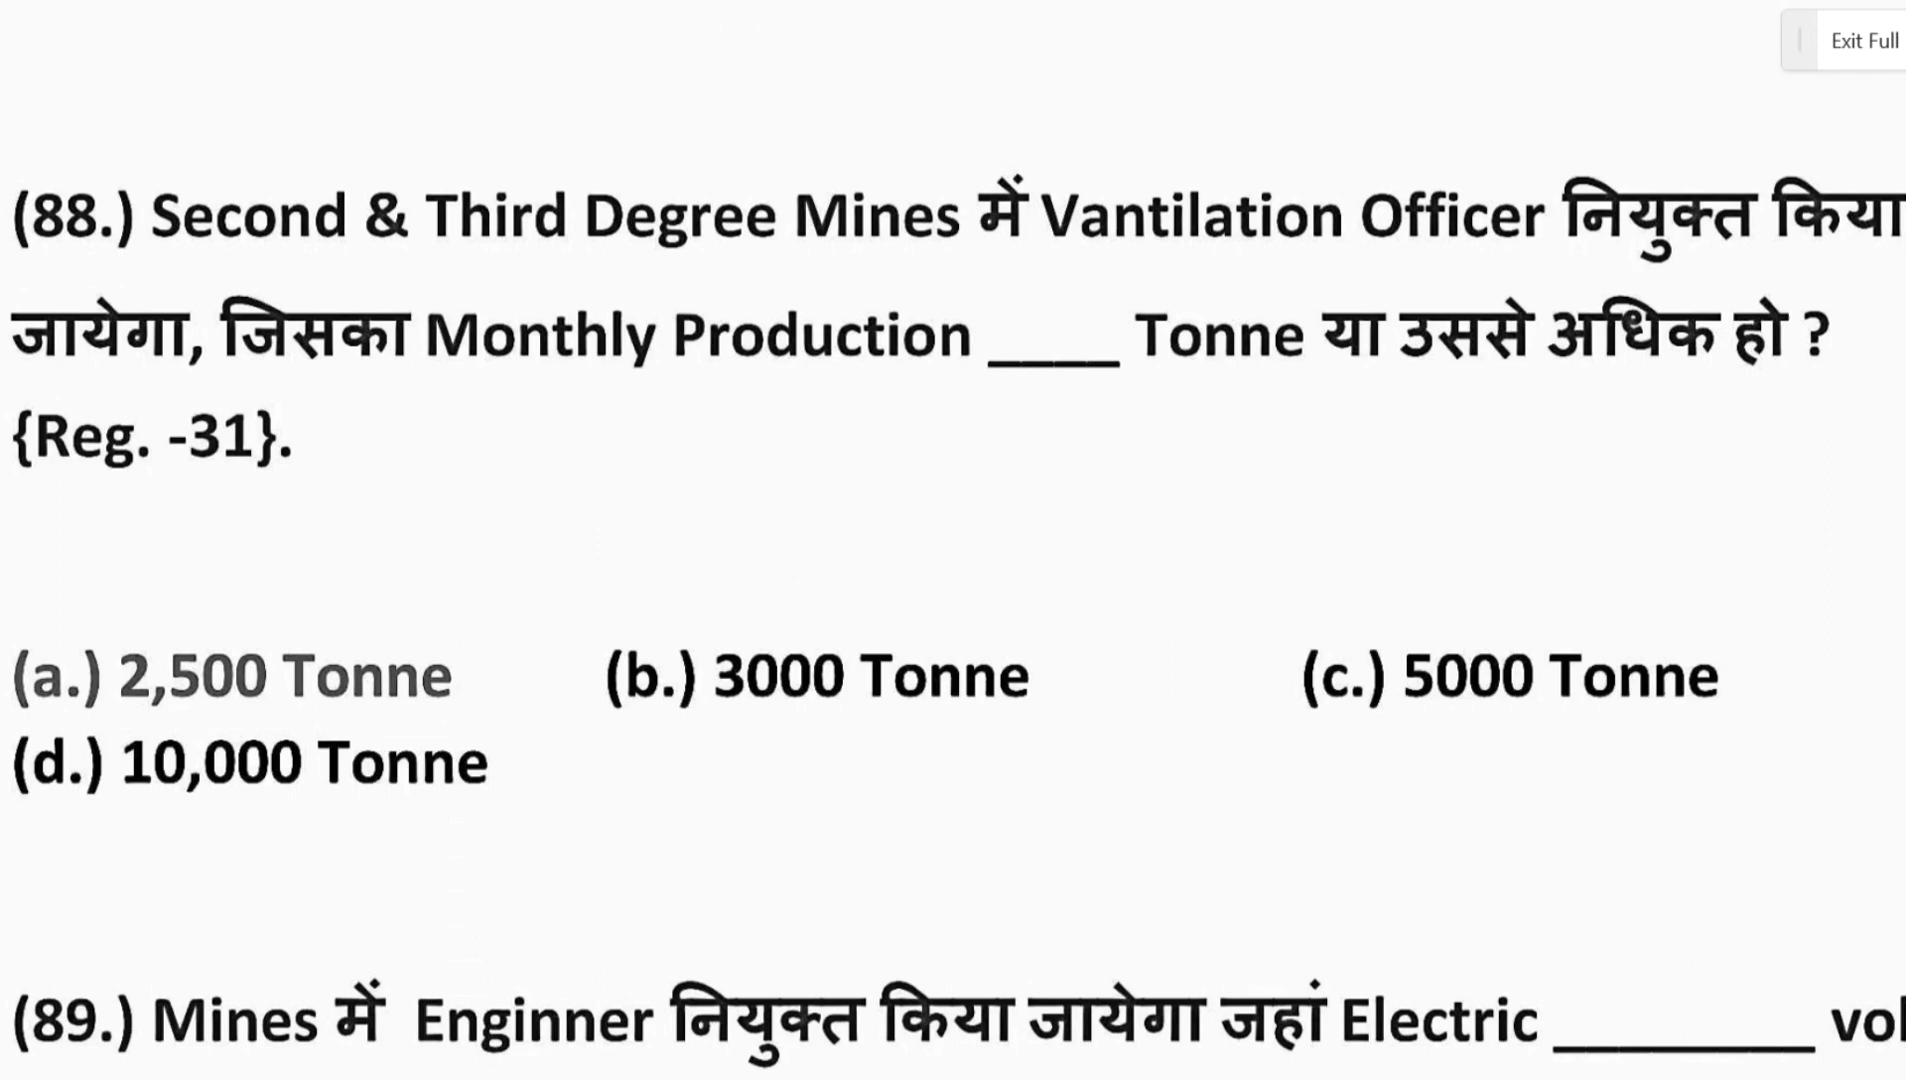 Exit Full
(88.) Second & Third Degree Mines में Vantilation Officer नियुक्त किया
जायेगा, जिसका Monthly Production ____ Tonne या उससे अधिक हो ?
{Reg. -31}.
(a.) 2,500 Tonne (b.) 3000 Tonne (c.) 5000 Tonne
(d.) 10,000 Tonne
(89.) Mines में Enginner नियुक्त किया जायेगा जहां Electric ________ vol